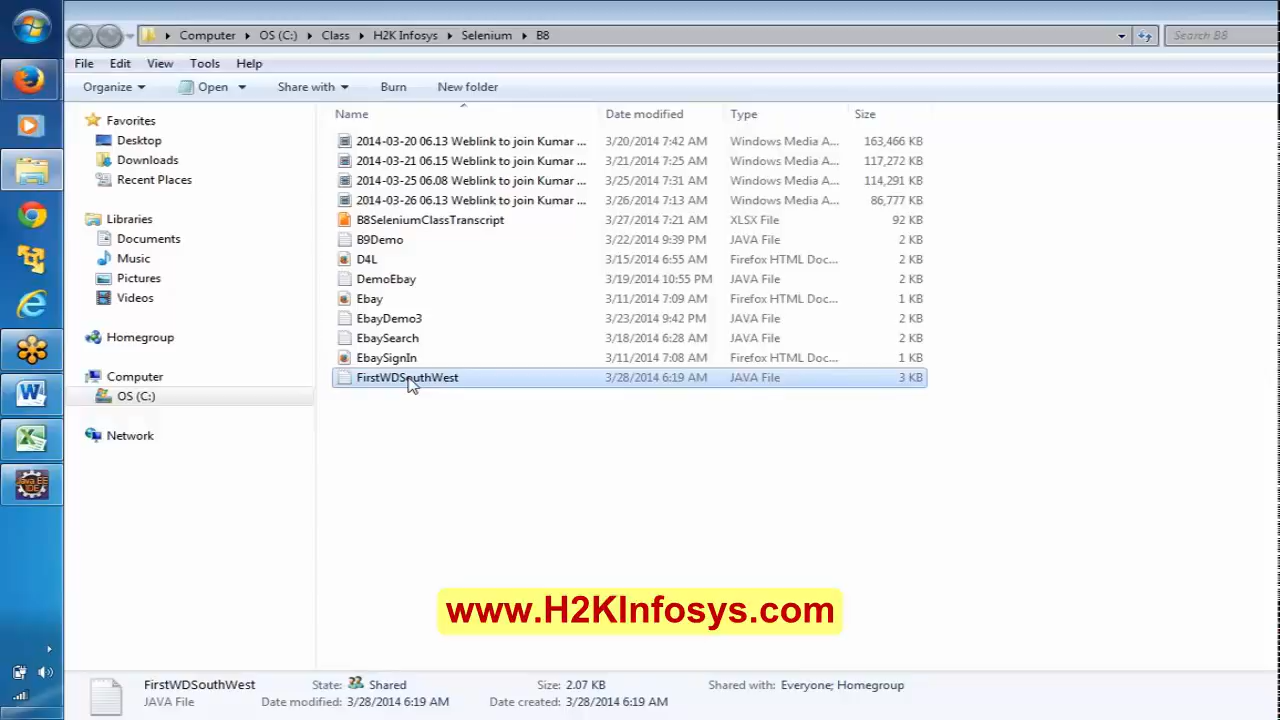 Computer OS (C:) Class H2K Infosys Selenium B8 Search B8
File Edit View Tools Help
Organize Open Share with Burn New folder
Name Date modified Type Size
Favorites
Desktop
Downloads
Recent Places
Libraries
Documents
Music
Pictures
Videos
Homegroup
Computer
OS (C:)
Network
2014-03-20 06.13 Weblink to join Kumar ... 3/20/2014 7:42 AM Windows Media A... 163,466 KB
2014-03-21 06.15 Weblink to join Kumar ... 3/21/2014 7:25 AM Windows Media A... 117,272 KB
2014-03-25 06.08 Weblink to join Kumar ... 3/25/2014 7:31 AM Windows Media A... 114,291 KB
2014-03-26 06.13 Weblink to join Kumar ... 3/26/2014 7:13 AM Windows Media A... 86,777 KB
B8SeleniumClassTranscript 3/27/2014 7:21 AM XLSX File 92 KB
B9Demo 3/22/2014 9:39 PM JAVA File 2 KB
D4L 3/15/2014 6:55 AM Firefox HTML Doc... 2 KB
DemoEbay 3/19/2014 10:55 PM JAVA File 2 KB
Ebay 3/11/2014 7:09 AM Firefox HTML Doc... 1 KB
EbayDemo3 3/23/2014 9:42 PM JAVA File 2 KB
EbaySearch 3/18/2014 6:28 AM JAVA File 2 KB
EbaySignIn 3/11/2014 7:08 AM Firefox HTML Doc... 1 KB
FirstWDSouthWest 3/28/2014 6:19 AM JAVA File 3 KB
Java EE
IDE
www.H2KInfosys.com
FirstWDSouthWest State: Shared Size: 2.07 KB Shared with: Everyone; Homegroup
JAVA File Date modified: 3/28/2014 6:19 AM Date created: 3/28/2014 6:19 AM